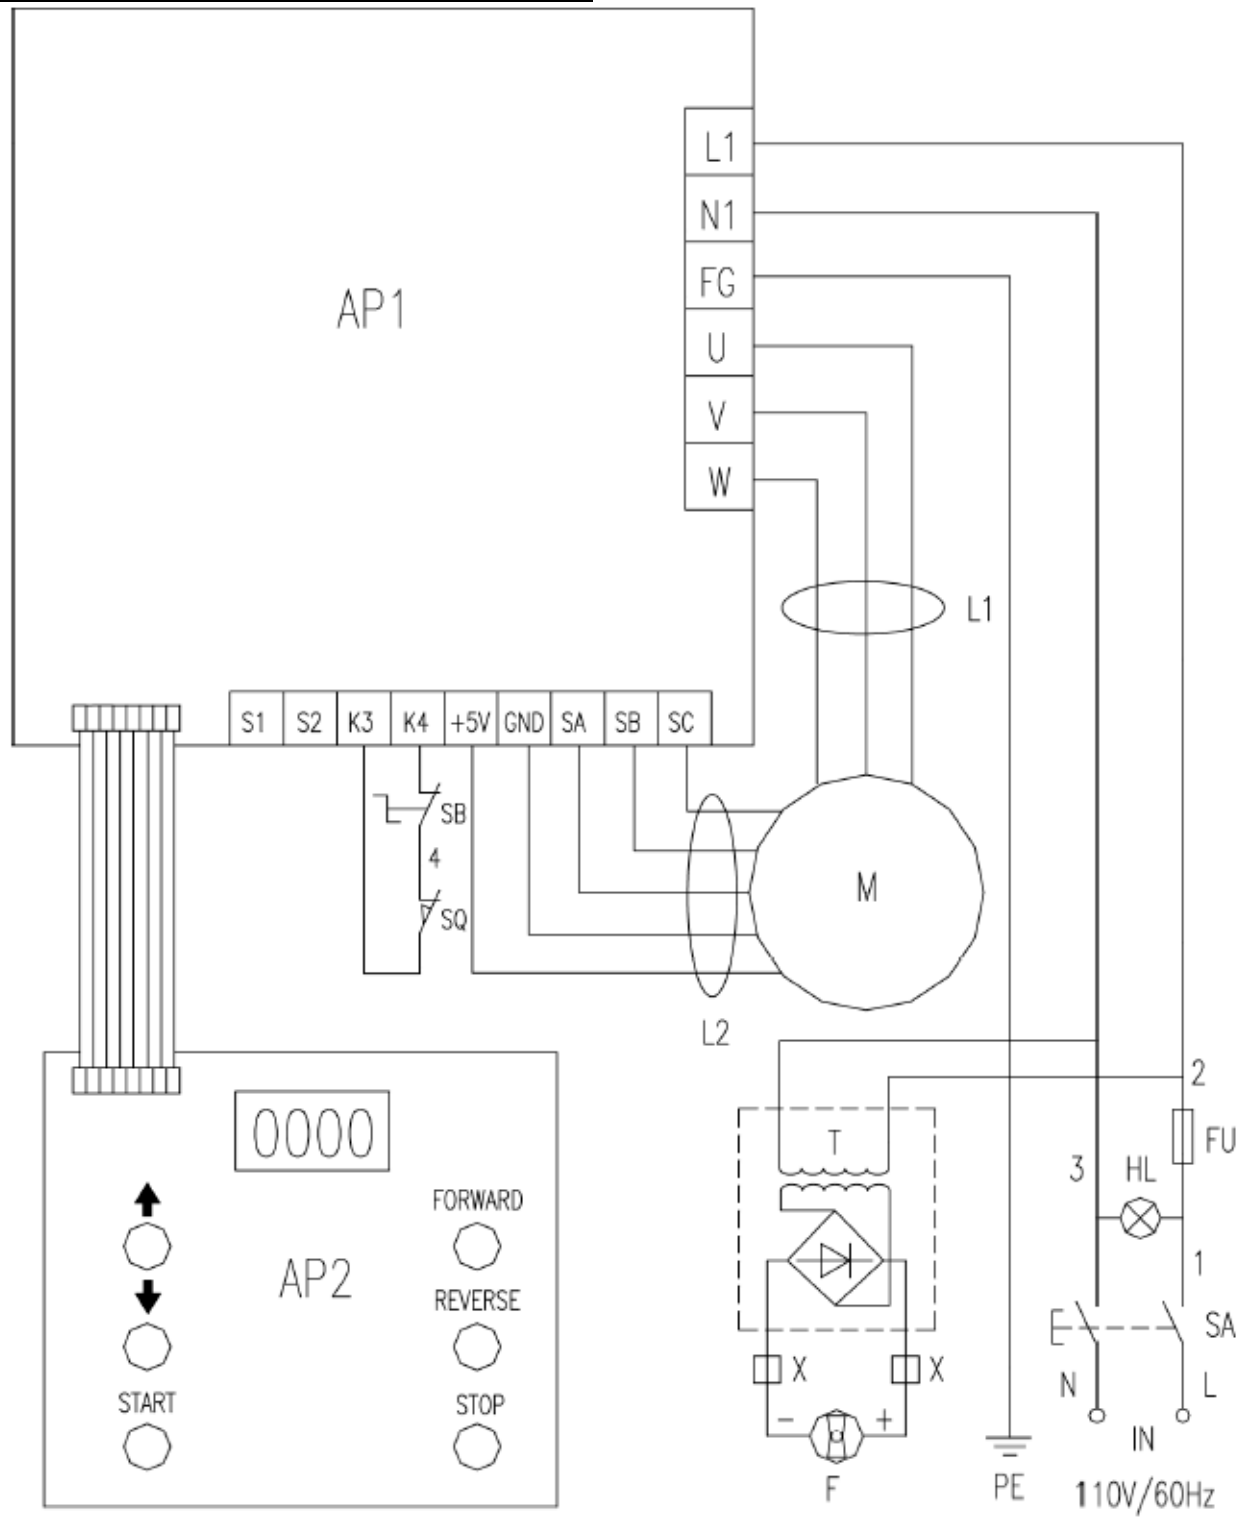 L1
N1
FG
AP1
U
V
W
L1
S1 S2 K3 K4 +5V GND SA SB SC
SB
4
SQ
M
L2
2
0000
T
FU
3 HL
FORWARD
1
AP2
REVERSE
SA
X X
N L
START STOP
- +
IN
F PE
110V/60Hz